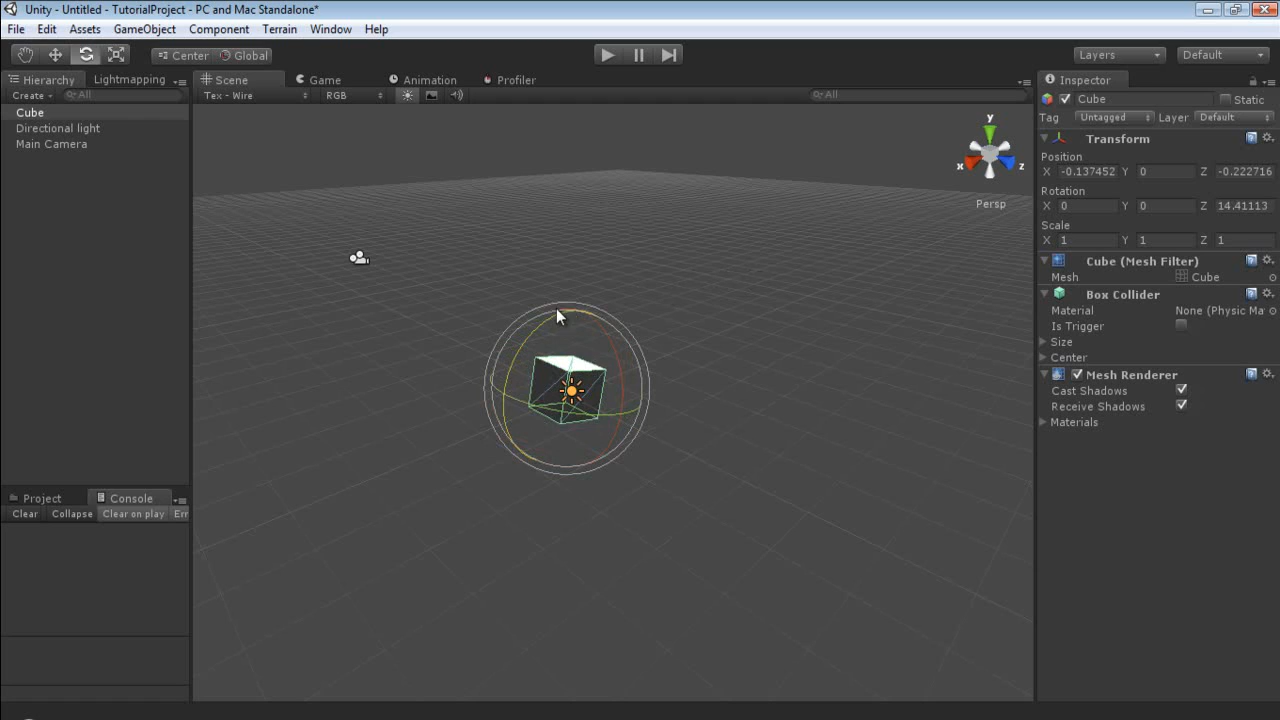 Unity - Untitled - TutorialProject - PC and Mac Standalone*
File Edit Assets GameObject Component Terrain Window Help
Center Global Layers Default
Hierarchy Lightmapping Scene Game Animation Profiler Inspector
Create All Tex - Wire RGB All
Cube Static
Tag Untagged Layer Default
Cube
Directional light
Main Camera
y
x z
Persp
Transform
Position
X -0.137452 Y 0 Z -0.222716
Rotation
X 0 Y 0 Z 14.41113
Scale
X 1 Y 1 Z 1
Cube (Mesh Filter)
Mesh Cube
Box Collider
Material None (Physic Ma
Is Trigger
Size
Center
Mesh Renderer
Cast Shadows
Receive Shadows
Materials
Project Console
Clear Collapse Clear on play Err